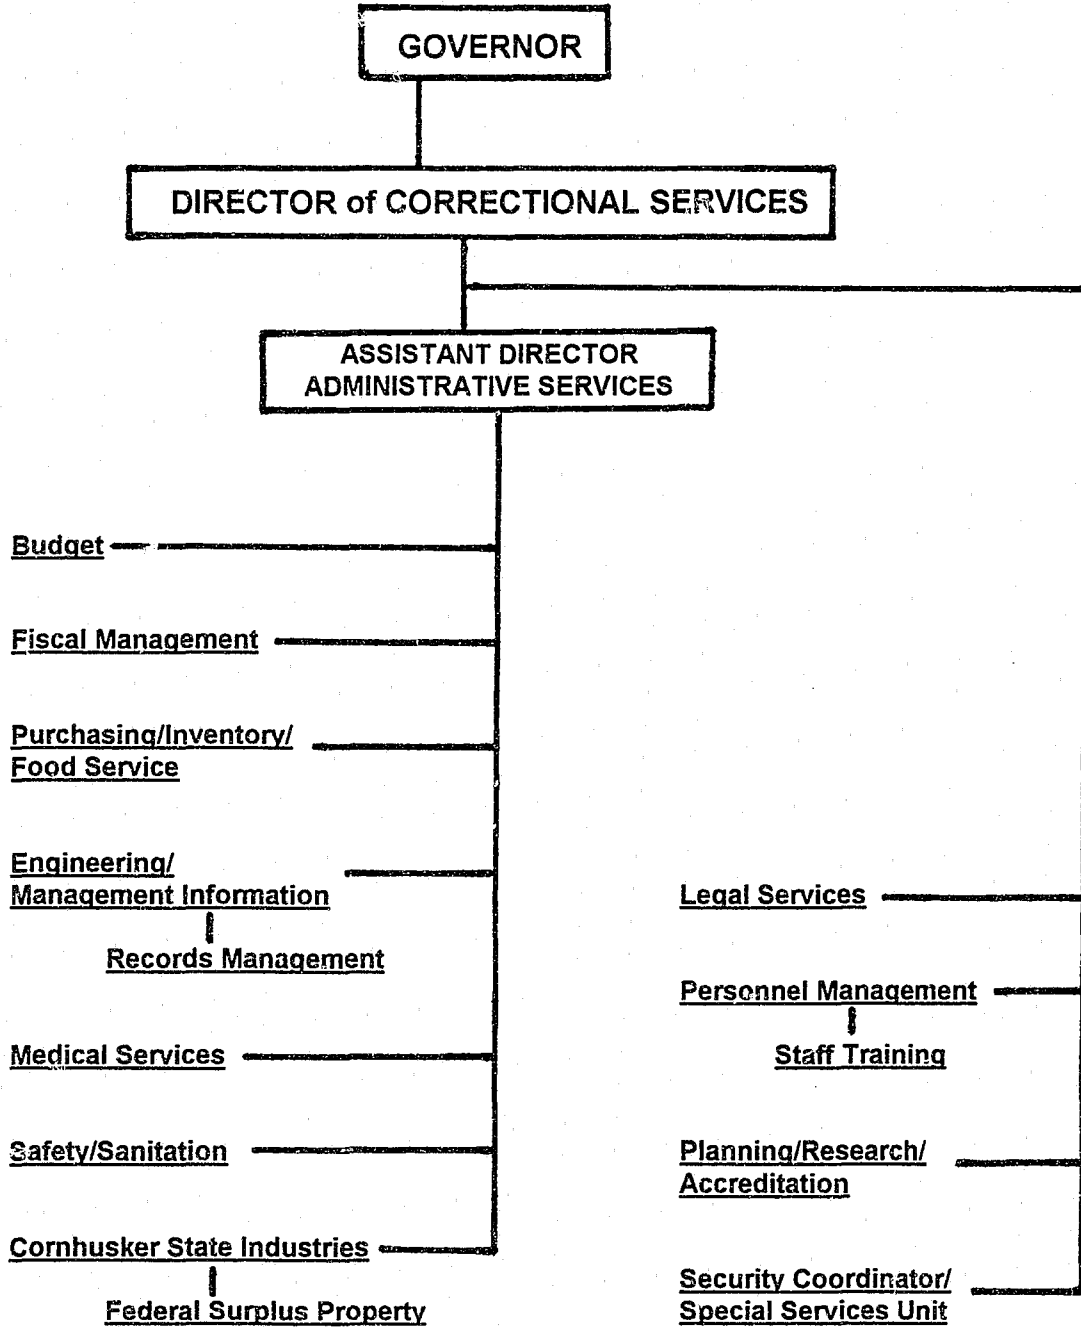 GOVERNOR
DIRECTOR of CORRECTIONAL SERVICES
ASSISTANT DIRECTOR
ADMINISTRATIVE SERVICES
Budget
Fiscal Management
Purchasing/Inventory/
Food Service
Engineering/
Management Information
Records Management
Medical Services
Safety/Sanitation
Cornhusker State Industries
Federal Surplus Property
Legal Services
Personnel Management
Staff Training
Planning/Research/
Accreditation
Security Coordinator/
Special Services Unit